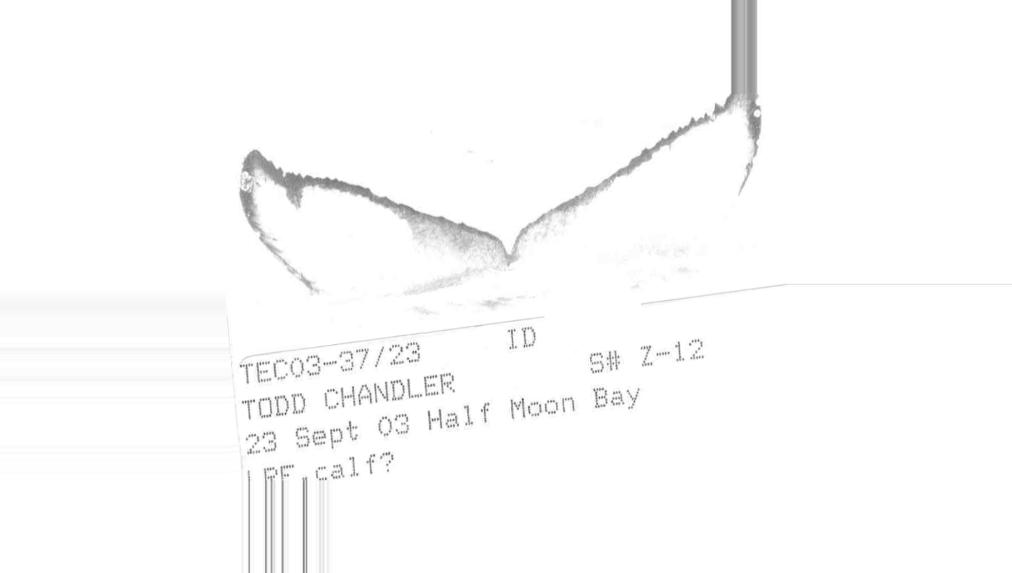 TEC03-37/23 ID
TODD CHANDLER S# Z-12
23 Sept 03 Half Moon Bay
calf?